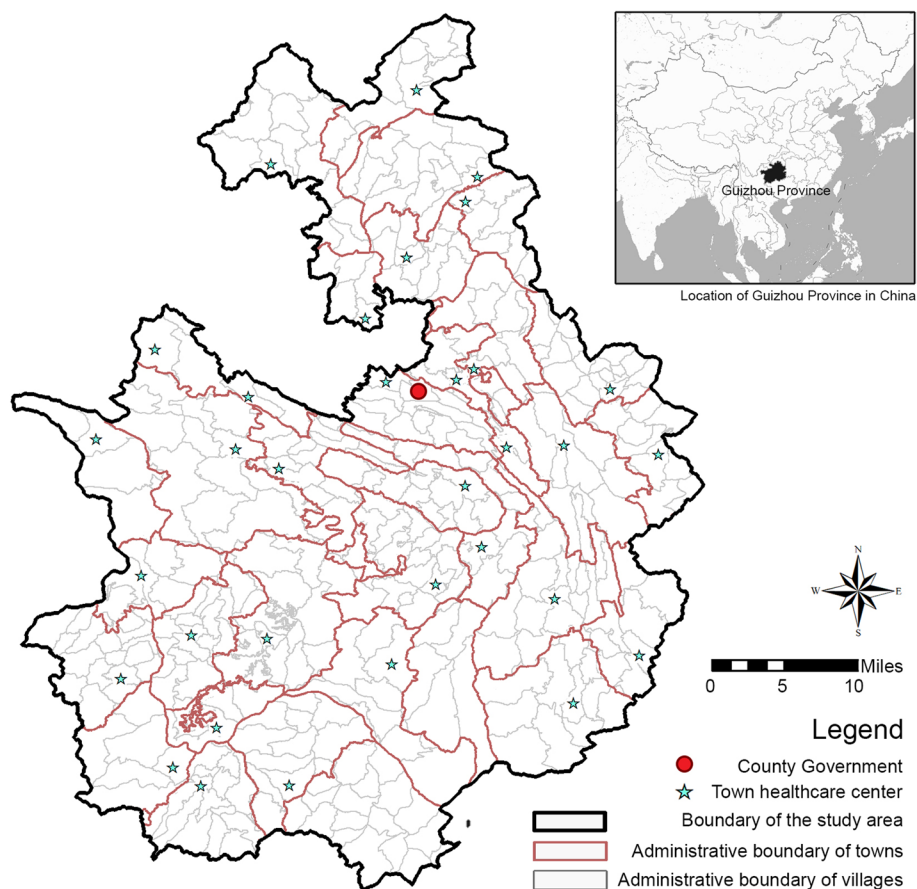 Guizhou Province
Location of Guizhou Province in China
N
W
E
S
Miles
0
5
10
Legend
County Government
Town healthcare center
Boundary of the study area
Administrative boundary of towns
Administrative boundary of villages